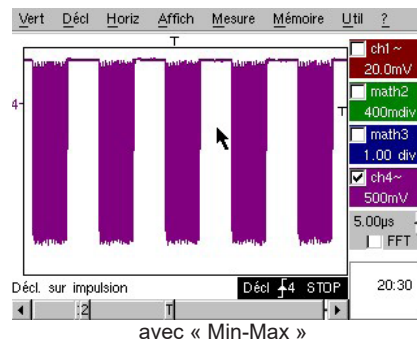 Vert Décl Horiz Affich Mesure Mémoire Util ?
T
ch1~
20.0mV
math2
400mdiv
math3
1.00 div
ch4~
500mV
5.00µs
FFT
4-
T
Décl. sur impulsion
Décl 4 STOP
20:30
:2
T
avec « Min-Max »